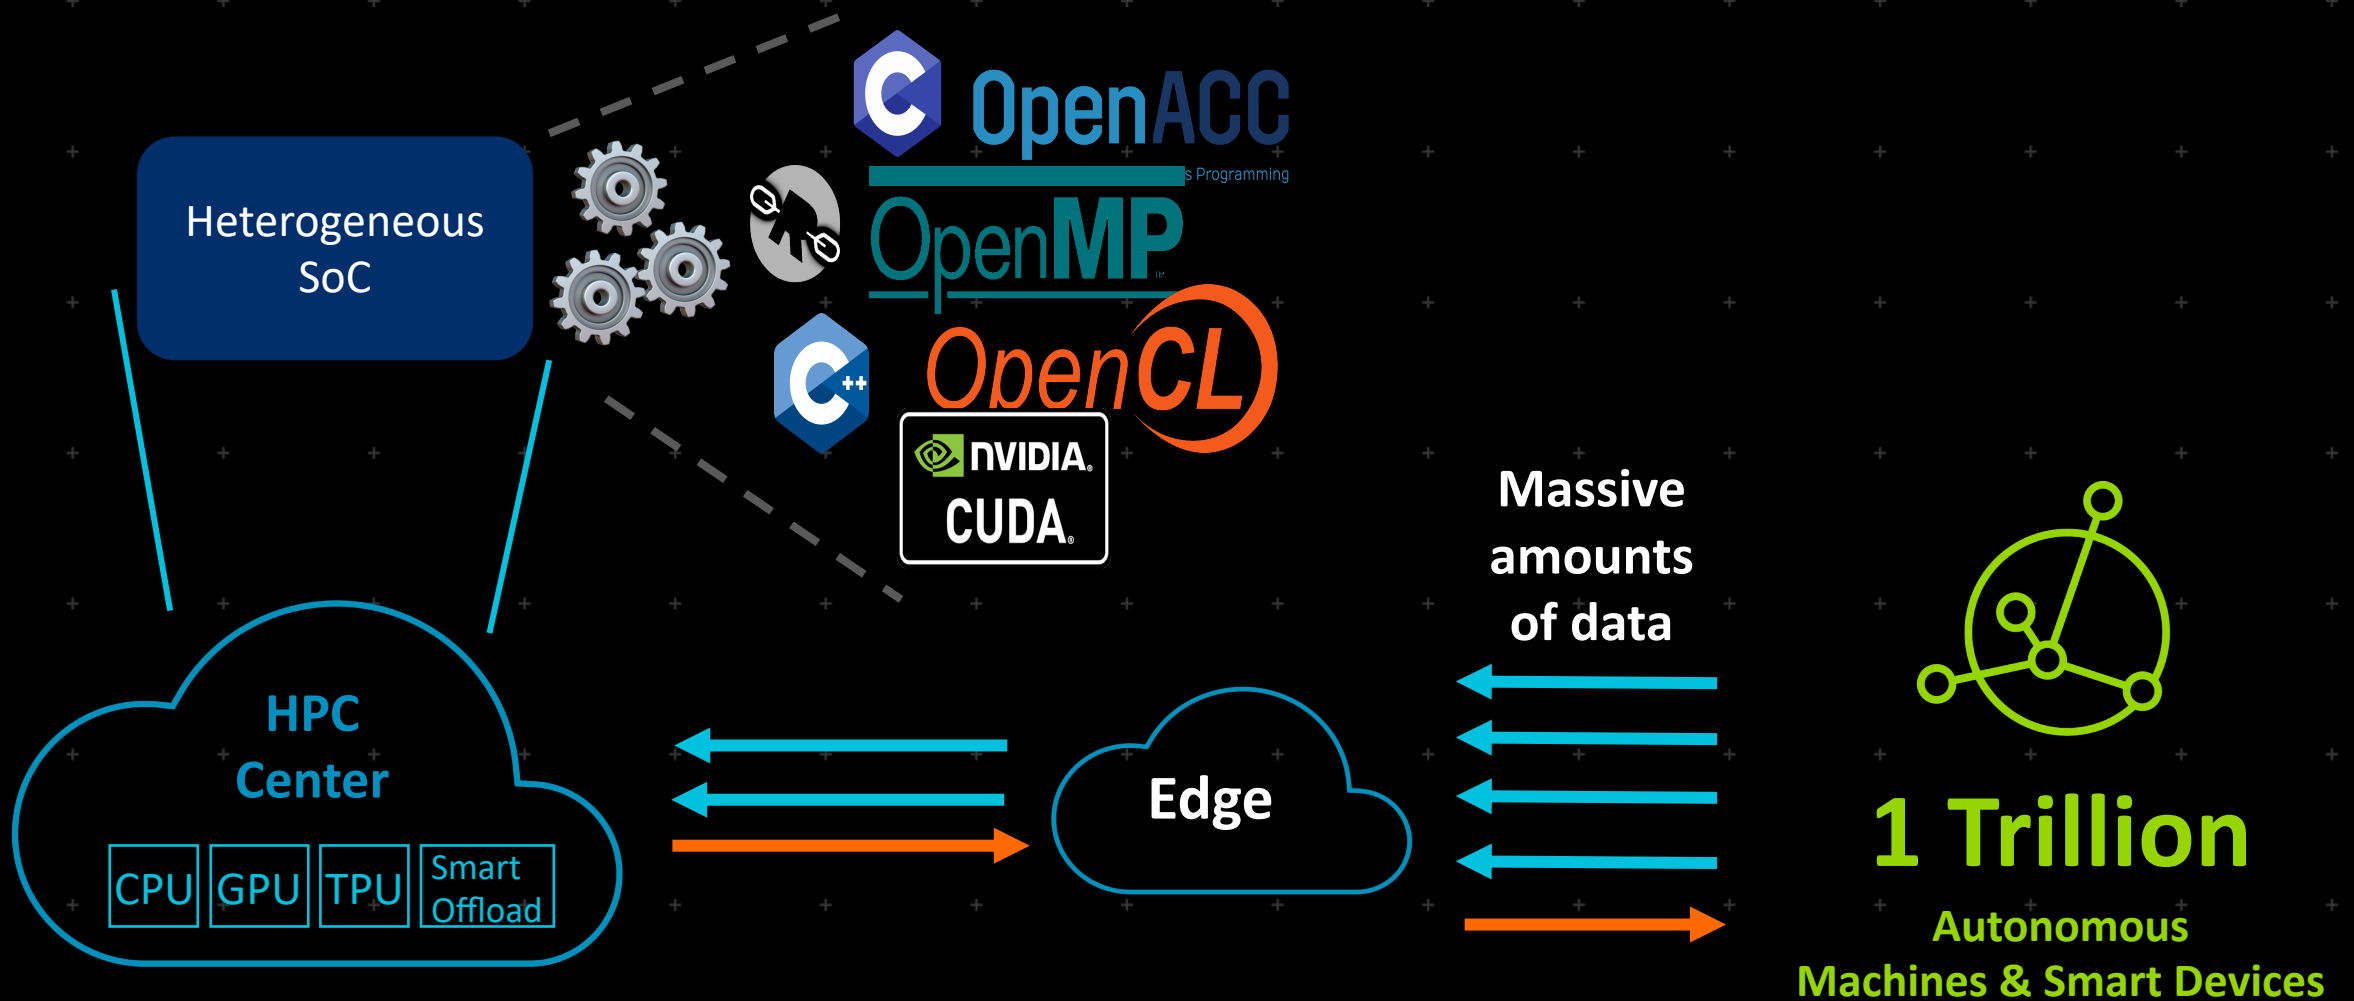 C
OpenACC
s Programming
Heterogeneous
SoC
OpenMP
TM
C++
OpenCL
NVIDIA®
CUDA®
Massive
amounts
of data
HPC
Center
CPU
GPU
TPU
Smart
Offload
Edge
1 Trillion
Autonomous
Machines & Smart Devices